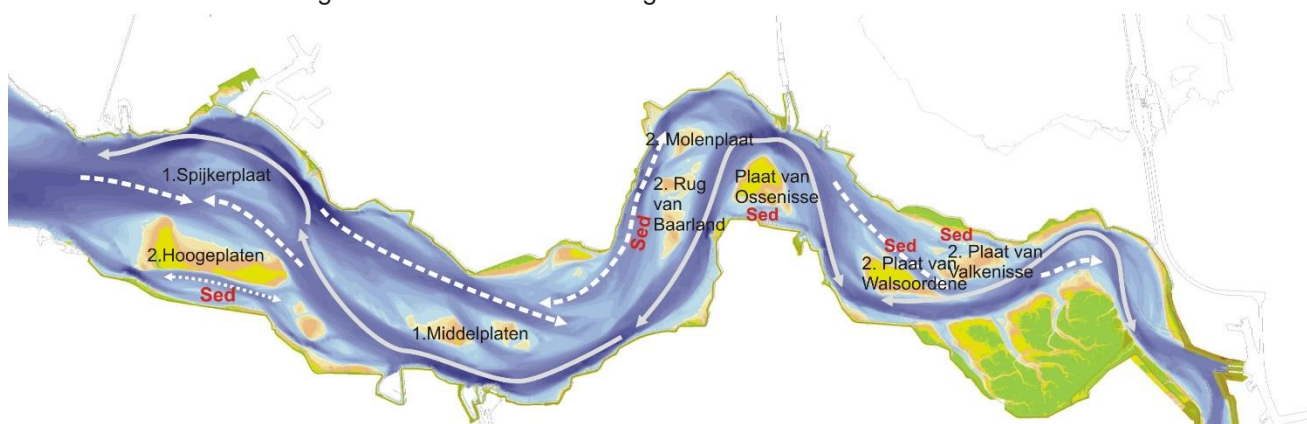 1.Spijkerplaat
2.Hoogeplaten
Sed
1.Middelplaten
2. Molenplaat
2. Rug
van
Baarland
Sed
Plaat van
Ossenisse
Sed
Sed
Sed
2. Plaat van
Walsoordene
2. Plaat van
Valkenisse